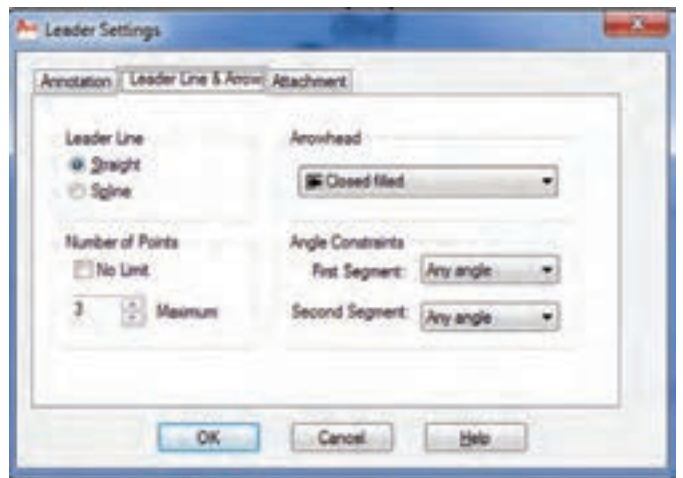 Leader Settings
Annotation
Leader Line & Arrow
Attachment
Leader Line
Straight
Spline
Number of Points
No Limit
3
Maximum
Arrowhead
Closed filled
Angle Constraints
First Segment:
Any angle
Second Segment:
Any angle
OK
Cancel
Help